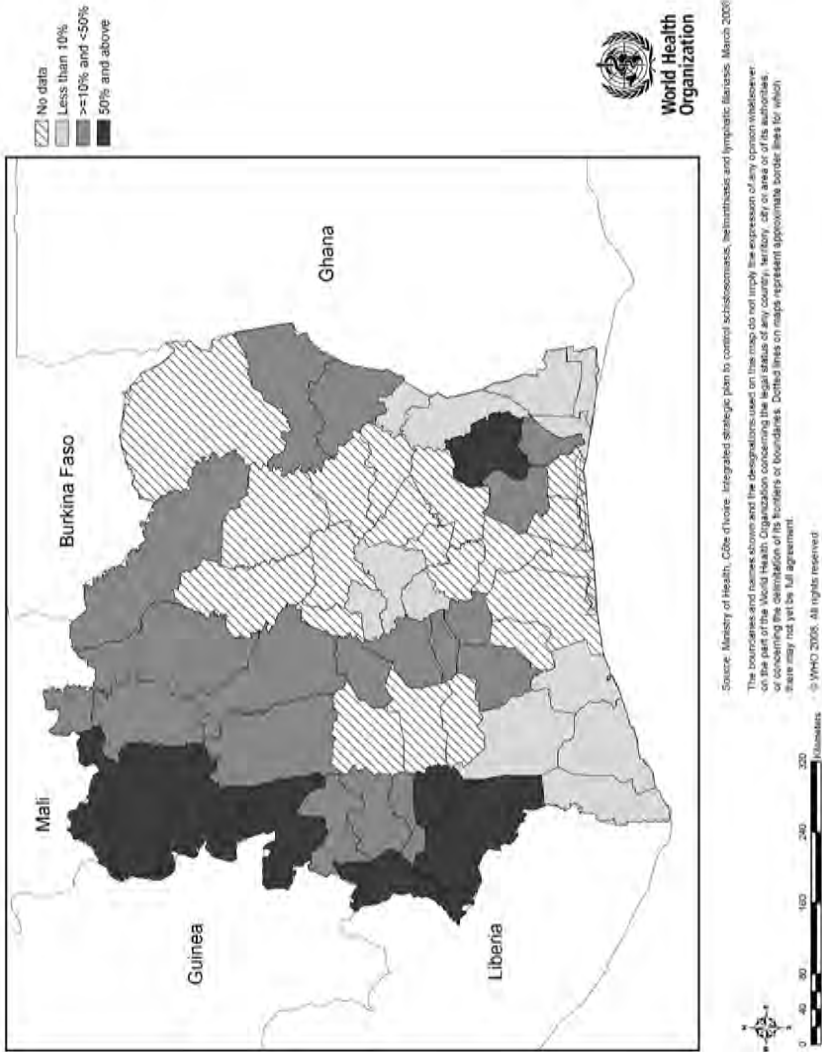 No data
Less than 10%
>=10% and <50%
50% and above
Mali
Burkina Faso
Guinea
Ghana
Liberia
World Health
Organization
0 40 80 160 240 320
Kilometers
Source: Ministry of Health, Côte d'Ivoire. Integrated strategic plan to control schistosomiasis, helminthiasis and lymphatic filariasis. March 2008
The boundaries and names shown and the designations used on this map do not imply the expression of any opinion whatsoever
on the part of the World Health Organization concerning the legal status of any country, territory, city or area or of its authorities,
or concerning the delimitation of its frontiers or boundaries. Dotted lines on maps represent approximate border lines for which
there may not yet be full agreement.
© WHO 2008. All rights reserved